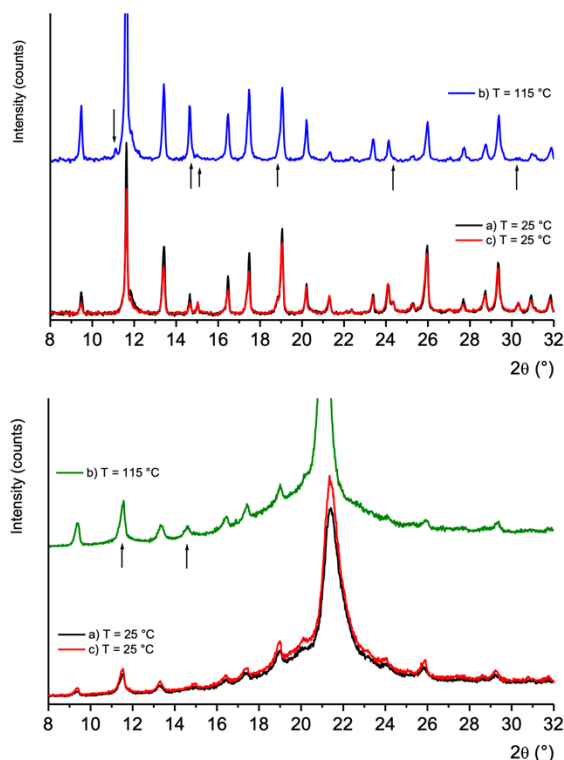 Intensity (counts)
b) T = 115 °C
a) T = 25 °C
c) T = 25 °C
8 10 12 14 16 18 20 22 24 26 28 30 32
2θ (°)
Intensity (counts)
b) T = 115 °C
a) T = 25 °C
c) T = 25 °C
8 10 12 14 16 18 20 22 24 26 28 30 32
2θ (°)